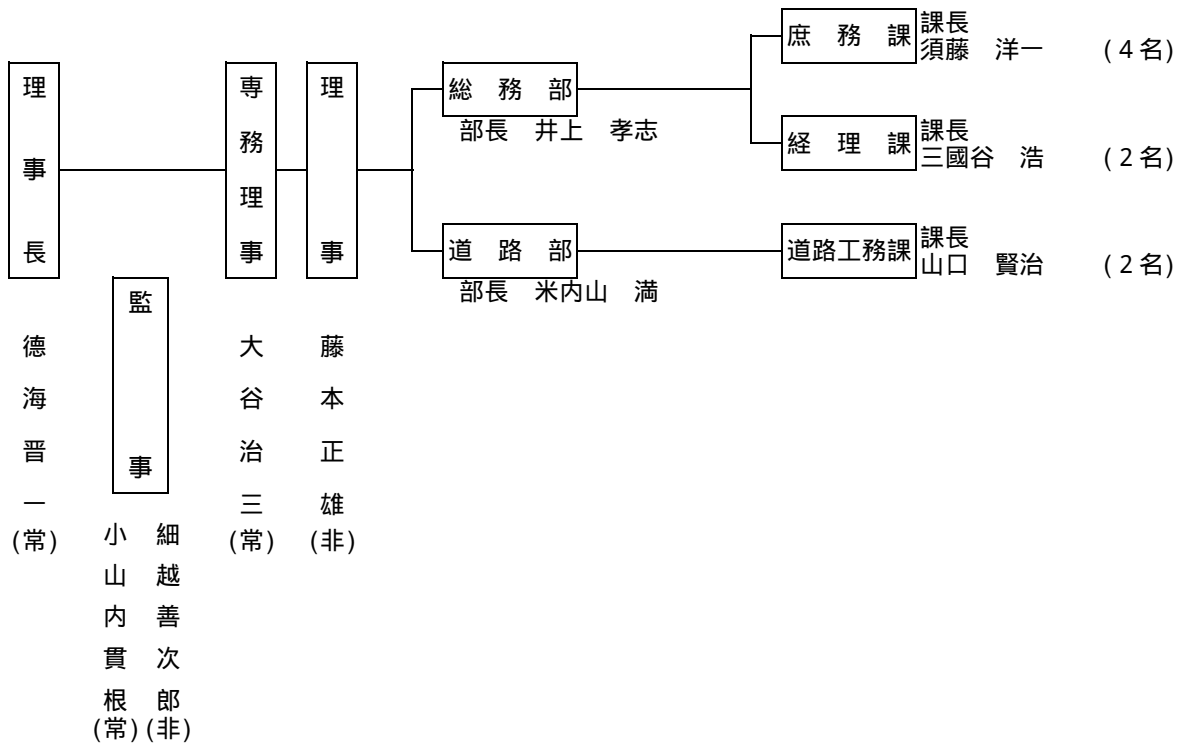 理事長
德海晋一
(常)
監事
小山内貫根
(常)
細越善次郎
(非)
専務理事
大谷治三
(常)
理事
藤本正雄
(非)
総務部
部長 井上 孝志
庶務課
課長
須藤 洋一 (4名)
経理課
課長
三國谷 浩 (2名)
道路部
部長 米内山 満
道路工務課
課長
山口 賢治 (2名)